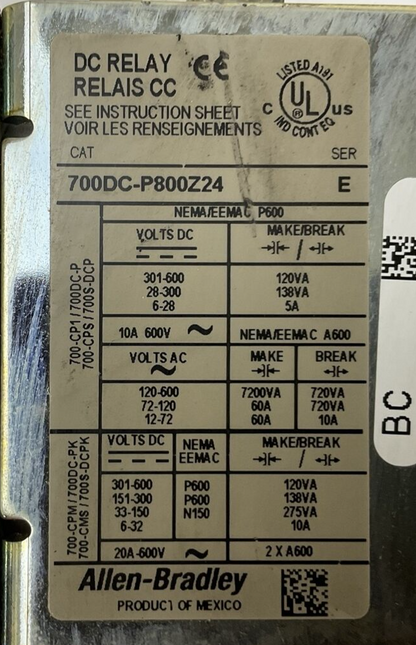 DC RELAY CE
RELAIS CC
LISTED A191
C UL US
®
IND CONT EQ
SEE INSTRUCTION SHEET
VOIR LES RENSEIGNEMENTS
CAT SER
700DC-P800Z24 E
700-CP1 / 700DC-P
700-CPS / 700S-DCP
NEMA/EEMAC P600
VOLTS DC MAKE/BREAK
/
301-600 120VA
28-300 138VA
6-28 5A
10A 600V ~ NEMA/EEMAC A600
VOLTS AC MAKE BREAK
120-600 7200VA 720VA
72-120 60A 720VA
12-72 60A 10A
700-CPM / 700DC-PK
700-CMS / 700S-DCPK
VOLTS DC NEMA MAKE/BREAK
EEMAC /
301-600 P600 120VA
151-300 P600 138VA
33-150 N150 275VA
6-32 10A
20A-600V ~ 2 X A600
Allen-Bradley
PRODUCT OF MEXICO
BC